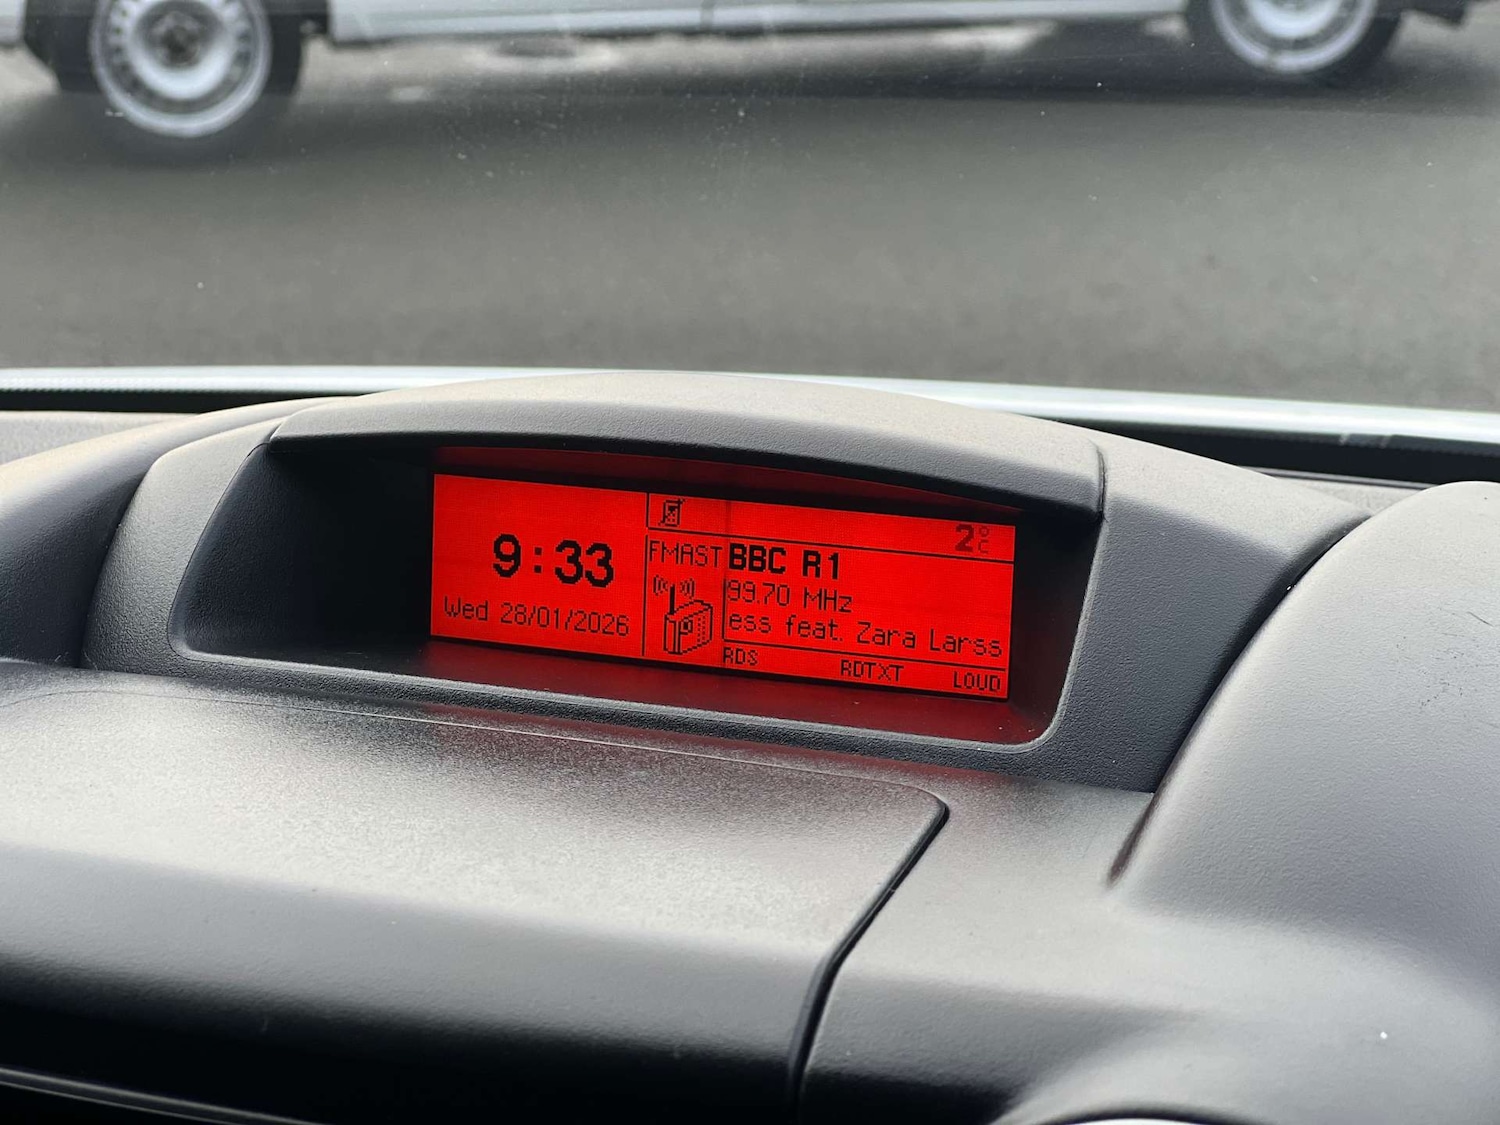 9:33
Wed 28/01/2026
2°C
FMAST
BBC R1
99.70 MHz
ess feat. Zara Larss
RDS
RDTXT
LOUD